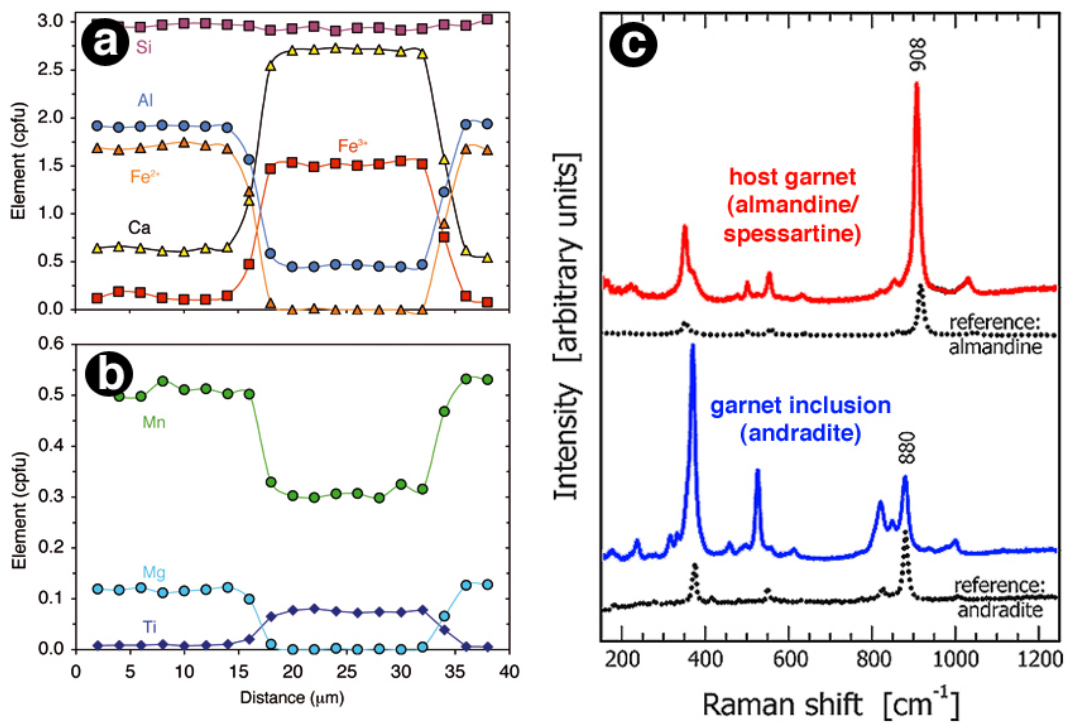 a
3.0
2.5
2.0
1.5
1.0
0.5
0.0
Element (cpfu)
Si
Al
Fe²⁺
Fe³⁺
Ca
b
0.6
0.5
0.4
0.3
0.2
0.1
0.0
Element (cpfu)
Mn
Mg
Ti
0 5 10 15 20 25 30 35 40
Distance (μm)
c
Intensity [arbitrary units]
908
host garnet
(almandine/
spessartine)
reference:
almandine
garnet inclusion
(andradite)
880
reference:
andradite
200 400 600 800 1000 1200
Raman shift [cm⁻¹]